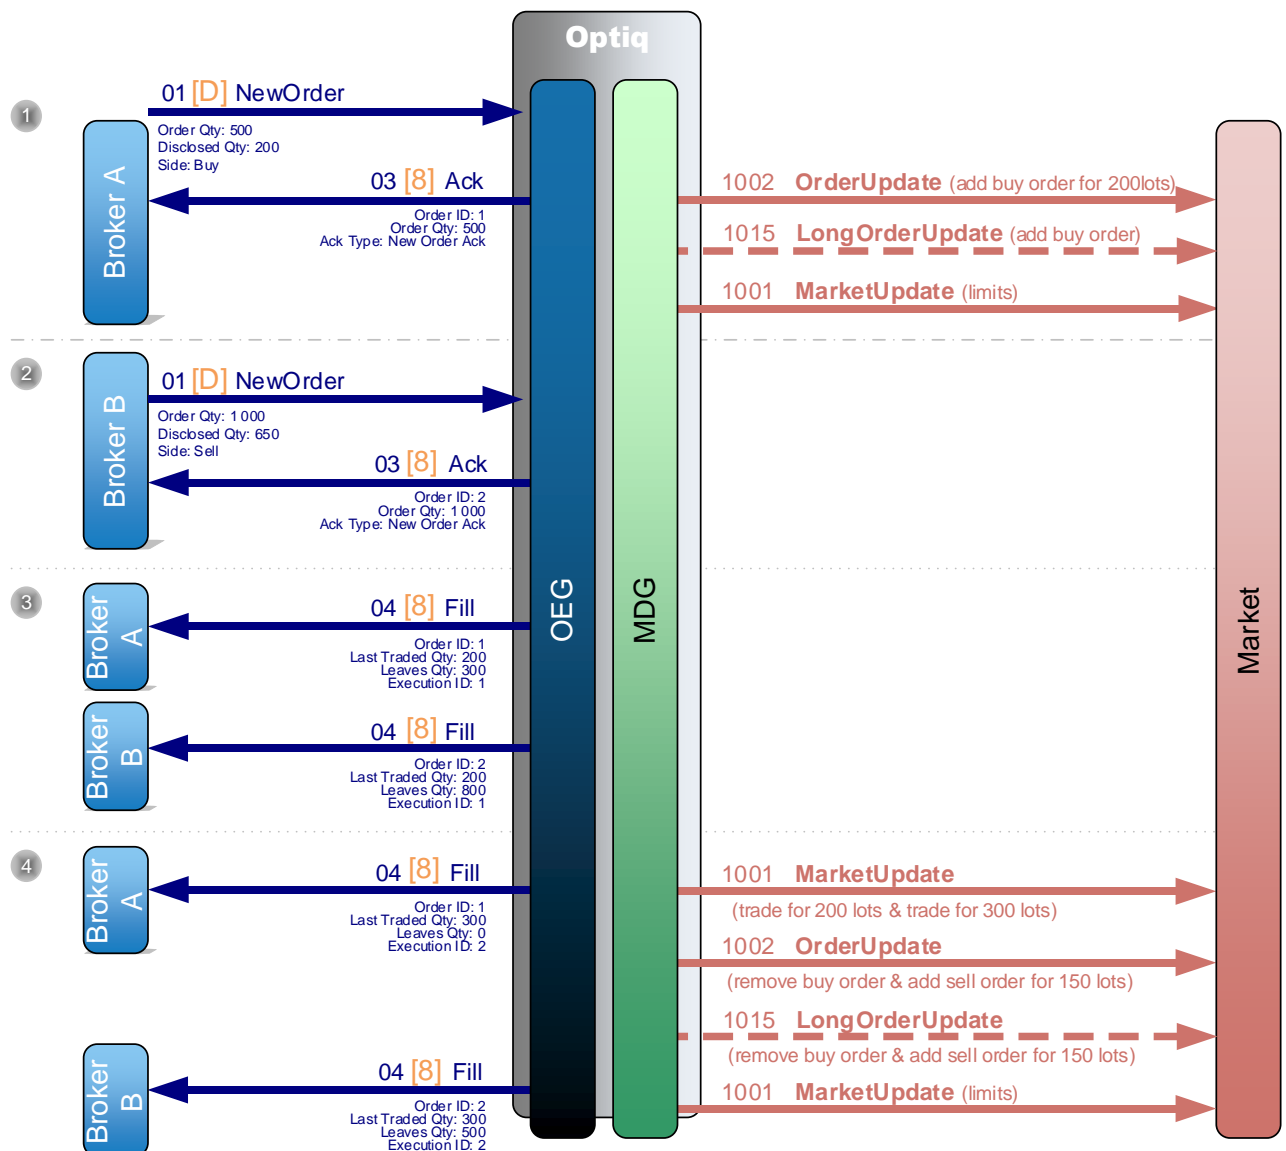 Optiq
1
01 [D] NewOrder
Order Qty: 500
Disclosed Qty: 200
Side: Buy
Broker A
03 [8] Ack
Order ID: 1
Order Qty: 500
Ack Type: New Order Ack
1002 OrderUpdate (add buy order for 200lots)
1015 LongOrderUpdate (add buy order)
1001 MarketUpdate (limits)
2
01 [D] NewOrder
Order Qty: 1 000
Disclosed Qty: 650
Side: Sell
Broker B
03 [8] Ack
Order ID: 2
Order Qty: 1 000
Ack Type: New Order Ack
OEG
MDG
Market
3
Broker
A
04 [8] Fill
Order ID: 1
Last Traded Qty: 200
Leaves Qty: 300
Execution ID: 1
Broker
B
04 [8] Fill
Order ID: 2
Last Traded Qty: 200
Leaves Qty: 800
Execution ID: 1
4
Broker
A
04 [8] Fill
Order ID: 1
Last Traded Qty: 300
Leaves Qty: 0
Execution ID: 2
1001 MarketUpdate
(trade for 200 lots & trade for 300 lots)
1002 OrderUpdate
(remove buy order & add sell order for 150 lots)
1015 LongOrderUpdate
(remove buy order & add sell order for 150 lots)
Broker
B
04 [8] Fill
Order ID: 2
Last Traded Qty: 300
Leaves Qty: 500
Execution ID: 2
1001 MarketUpdate (limits)